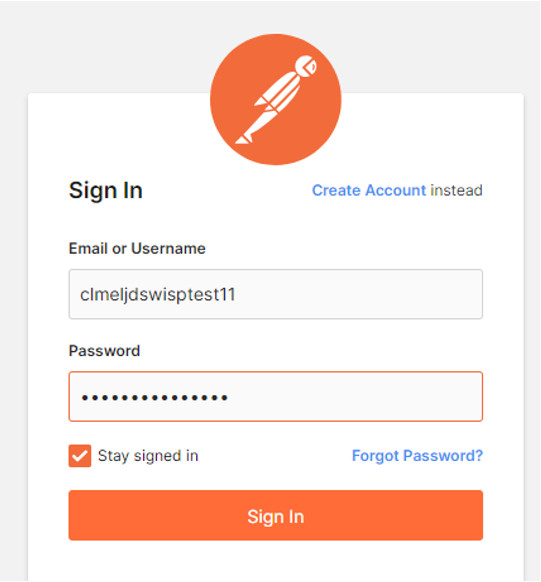 Sign In
Create Account instead
Email or Username
clmeljdswisptest11
Password
•••••••••••••••
Stay signed in
Forgot Password?
Sign In